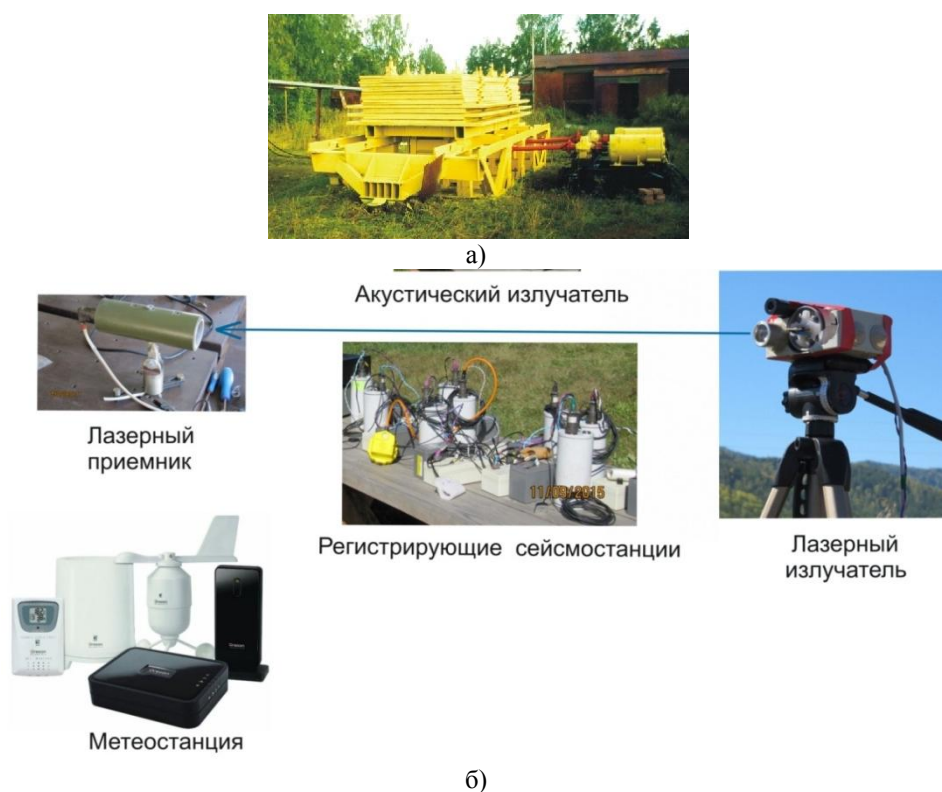 а)
Акустический излучатель
Лазерный
приемник
11/09/2015
Регистрирующие сейсмостанции
Лазерный
излучатель
Метеостанция
б)